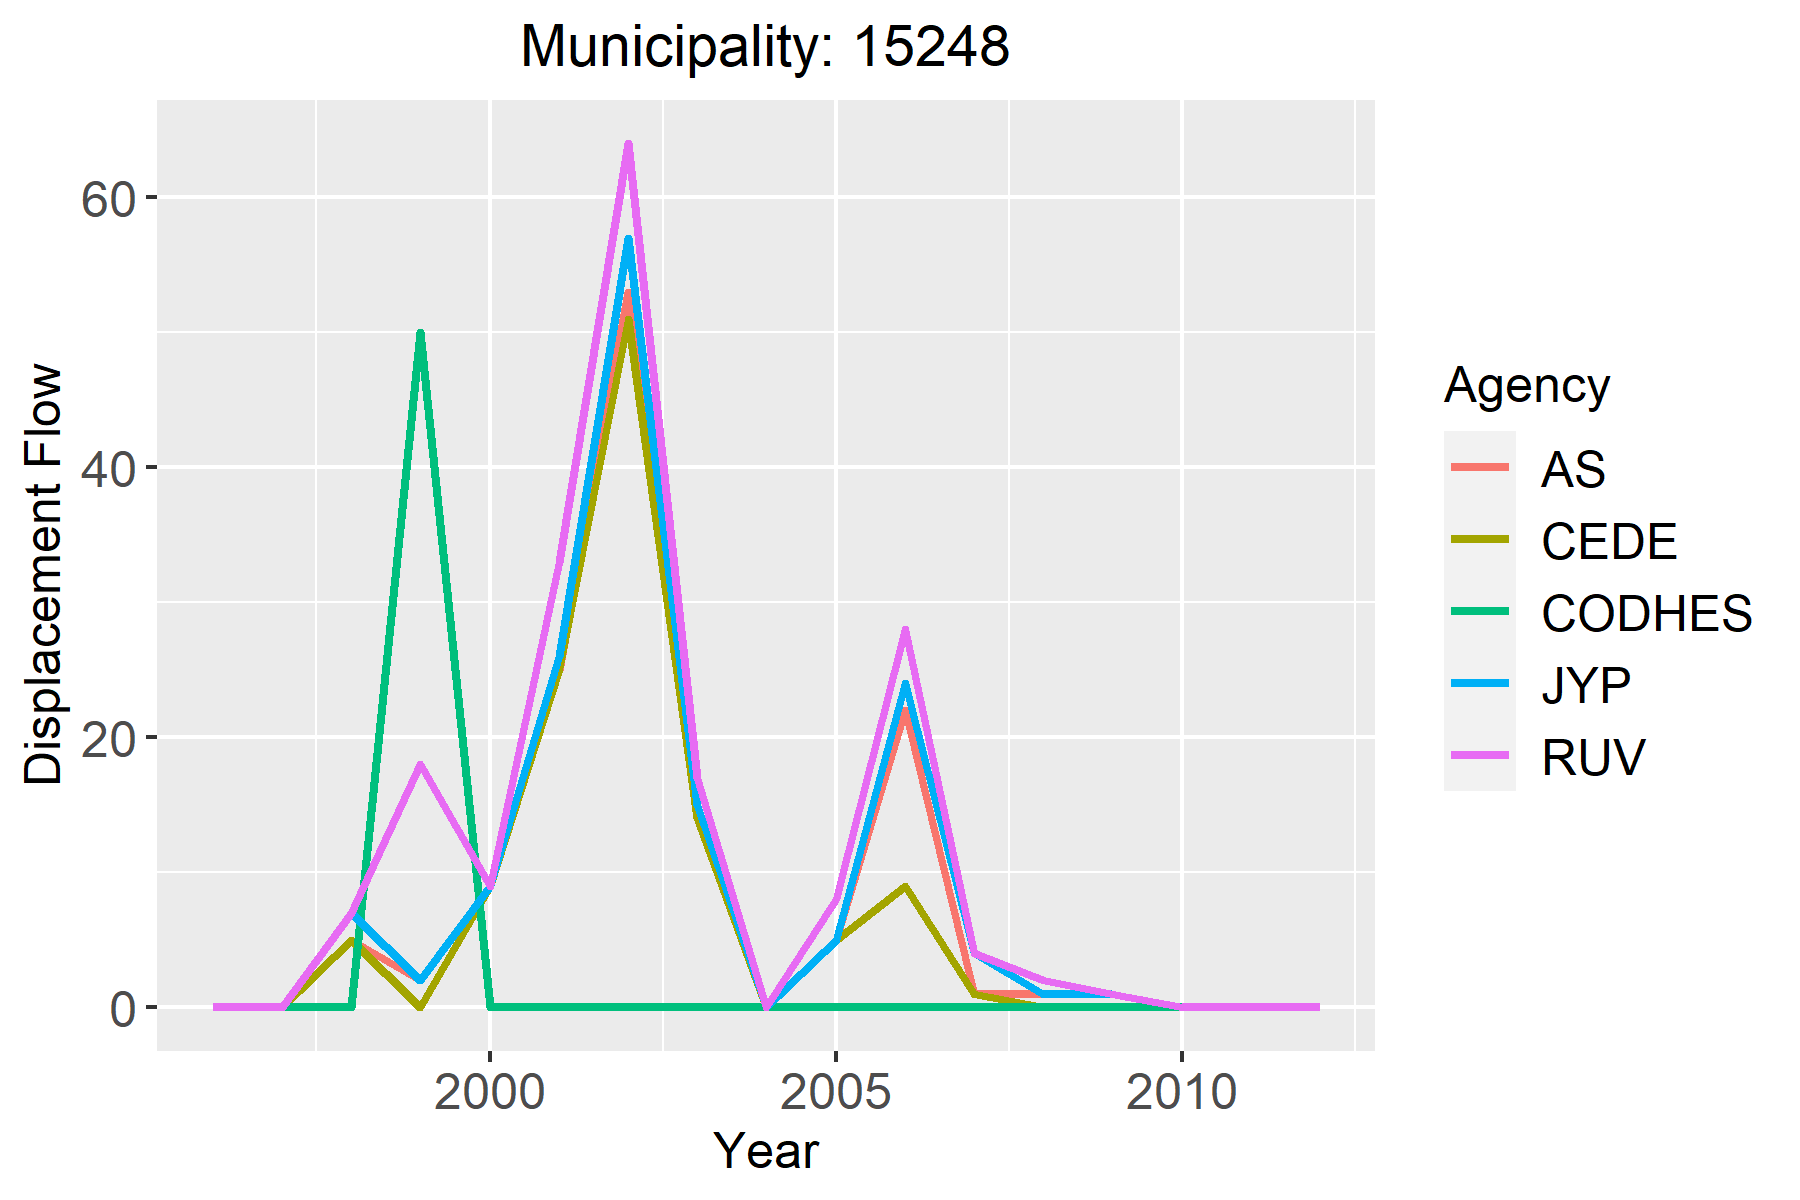 Municipality: 15248
Displacement Flow
60
40
20
0
2000
2005
2010
Year
Agency
AS
CEDE
CODHES
JYP
RUV